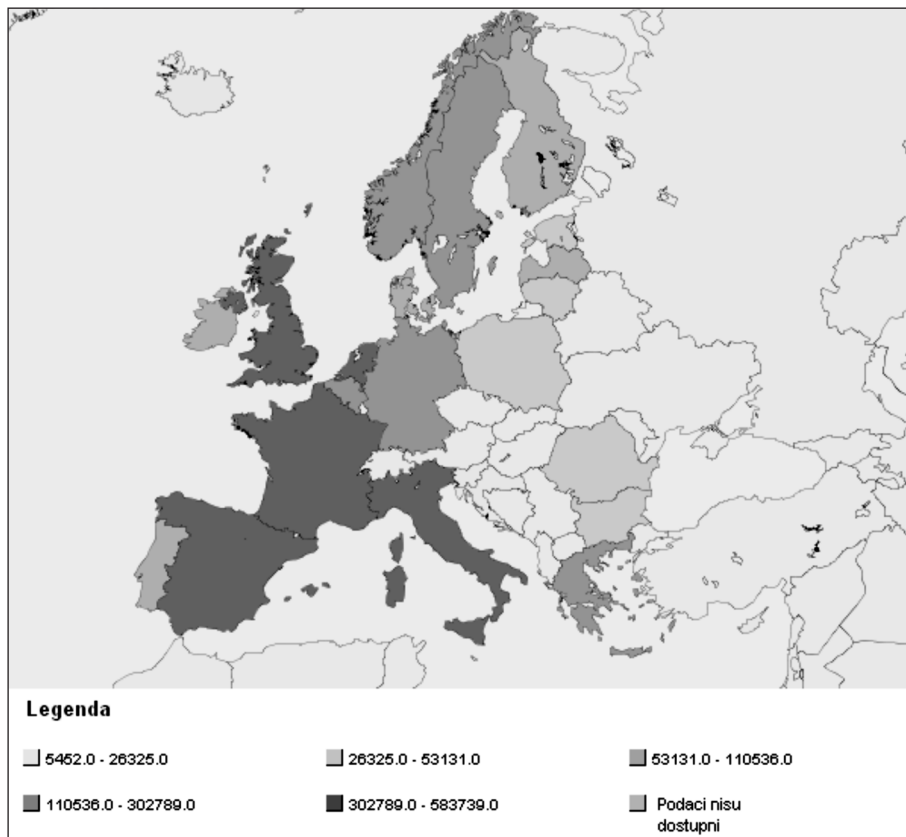 Legenda
5452.0 - 26325.0
26325.0 - 53131.0
53131.0 - 110536.0
110536.0 - 302789.0
302789.0 - 583739.0
Podaci nisu
dostupni